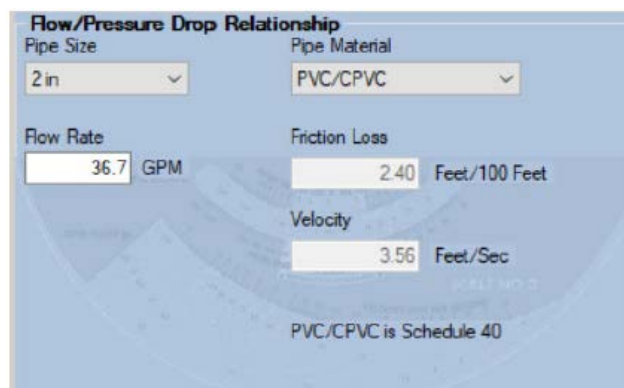 Flow/Pressure Drop Relationship
Pipe Size Pipe Material
2 in PVC/CPVC
Flow Rate Friction Loss
36.7 GPM 2.40 Feet/100 Feet
Velocity
3.56 Feet/Sec
PVC/CPVC is Schedule 40